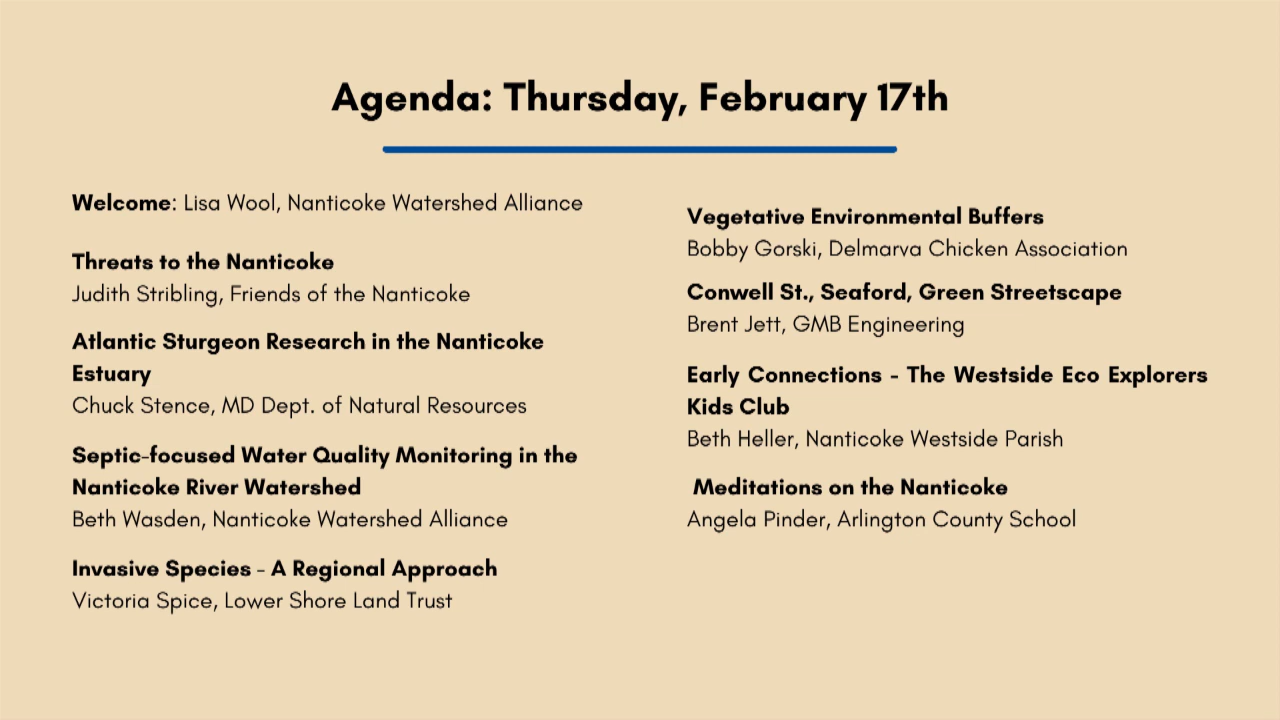 Agenda: Thursday, February 17th
Welcome: Lisa Wool, Nanticoke Watershed Alliance
Threats to the Nanticoke
Judith Stribling, Friends of the Nanticoke
Atlantic Sturgeon Research in the Nanticoke
Estuary
Chuck Stence, MD Dept. of Natural Resources
Septic-focused Water Quality Monitoring in the
Nanticoke River Watershed
Beth Wasden, Nanticoke Watershed Alliance
Invasive Species - A Regional Approach
Victoria Spice, Lower Shore Land Trust
Vegetative Environmental Buffers
Bobby Gorski, Delmarva Chicken Association
Conwell St., Seaford, Green Streetscape
Brent Jett, GMB Engineering
Early Connections - The Westside Eco Explorers
Kids Club
Beth Heller, Nanticoke Westside Parish
Meditations on the Nanticoke
Angela Pinder, Arlington County School